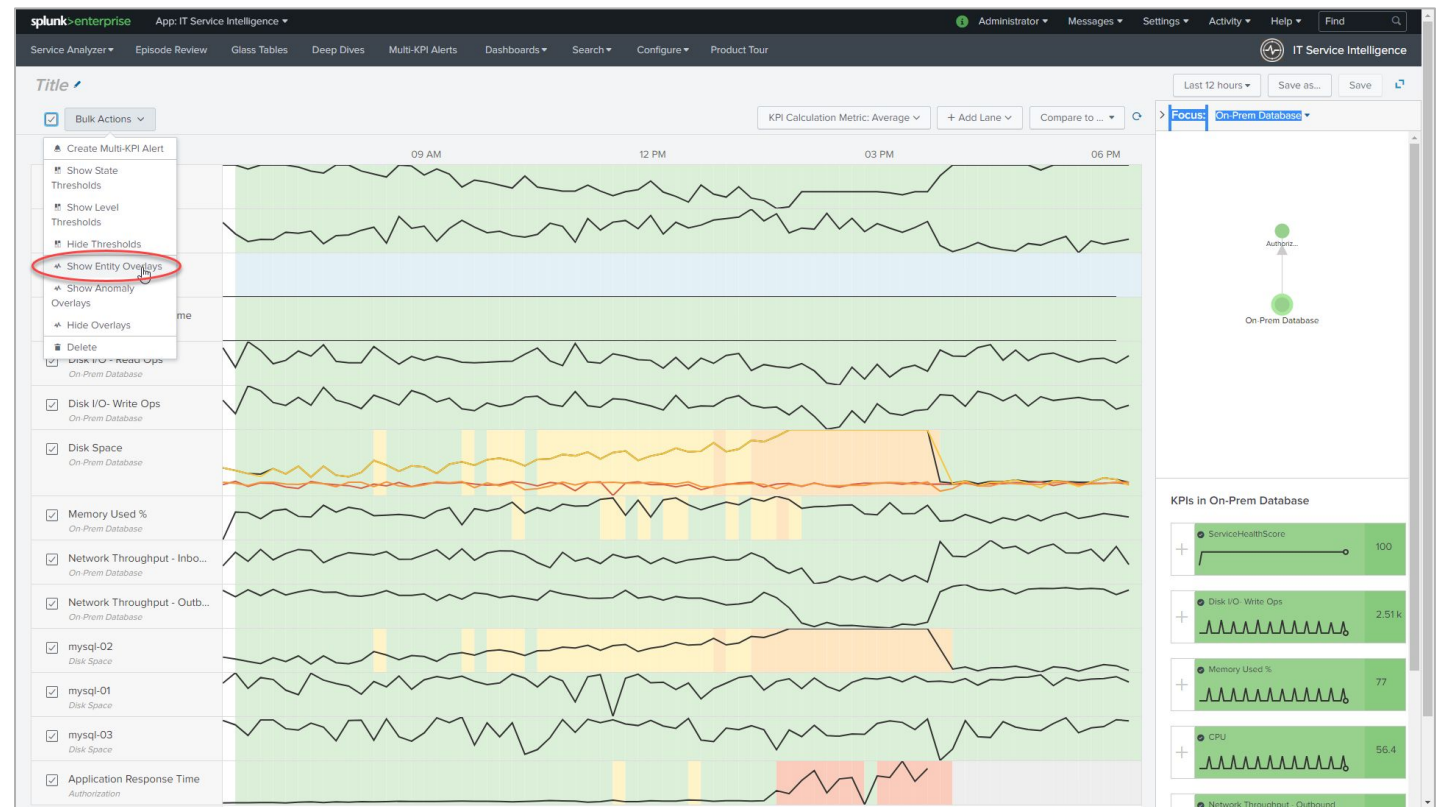 splunk>enterprise App: IT Service Intelligence Administrator Messages Settings Activity Help Find
Service Analyzer Episode Review Glass Tables Deep Dives Multi-KPI Alerts Dashboards Search Configure Product Tour IT Service Intelligence
Title Last 12 hours Save as... Save
Bulk Actions KPI Calculation Metric: Average + Add Lane Compare to ... Focus: On-Prem Database
Create Multi-KPI Alert
Show State
Thresholds
Show Level
Thresholds
Hide Thresholds
Show Entity Overlays
Show Anomaly
Overlays
Hide Overlays
Delete
09 AM 12 PM 03 PM 06 PM
me
Disk I/O - Read Ops
On-Prem Database
Disk I/O- Write Ops
On-Prem Database
Disk Space
On-Prem Database
Memory Used %
On-Prem Database
Network Throughput - Inbo...
On-Prem Database
Network Throughput - Outb...
On-Prem Database
mysql-02
Disk Space
mysql-01
Disk Space
mysql-03
Disk Space
Application Response Time
Authorization
Authoriz...
On-Prem Database
KPIs in On-Prem Database
ServiceHealthScore
100
Disk I/O- Write Ops
2.51 k
Memory Used %
77
CPU
56.4
Network Throughput - Outbound